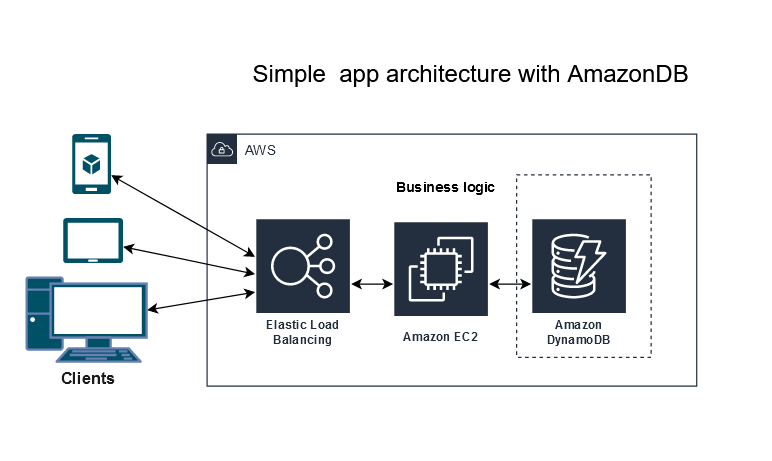 Simple  app architecture with AmazonDB
AWS
Business logic
Elastic Load
Balancing
Amazon EC2
Amazon
DynamoDB
Clients